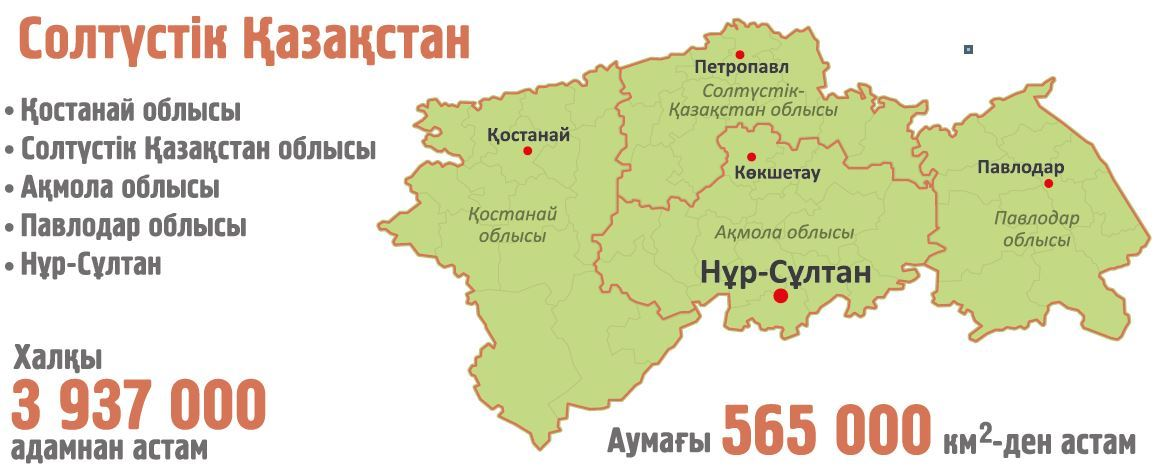 Солтүстік Қазақстан
• Қостанай облысы
• Солтүстік Қазақстан облысы
• Ақмола облысы
• Павлодар облысы
• Нұр-Сұлтан
Петропавл
Солтүстік-
Қазақстан облысы
Қостанай
Көкшетау
Павлодар
Қостанай
облысы
Ақмола облысы
Павлодар
облысы
Нұр-Сұлтан
Халқы
3 937 000
адамнан астам
Аумағы 565 000 км²-ден астам